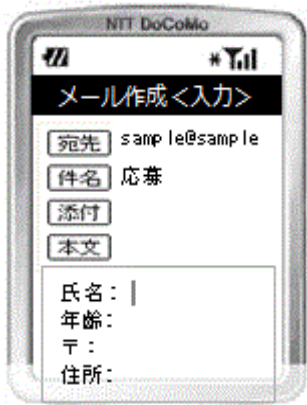 NTT DoCoMo
メール作成<入力>
宛先 sample@sample
件名 応募
添付
本文
氏名:
年齢:
〒:
住所: